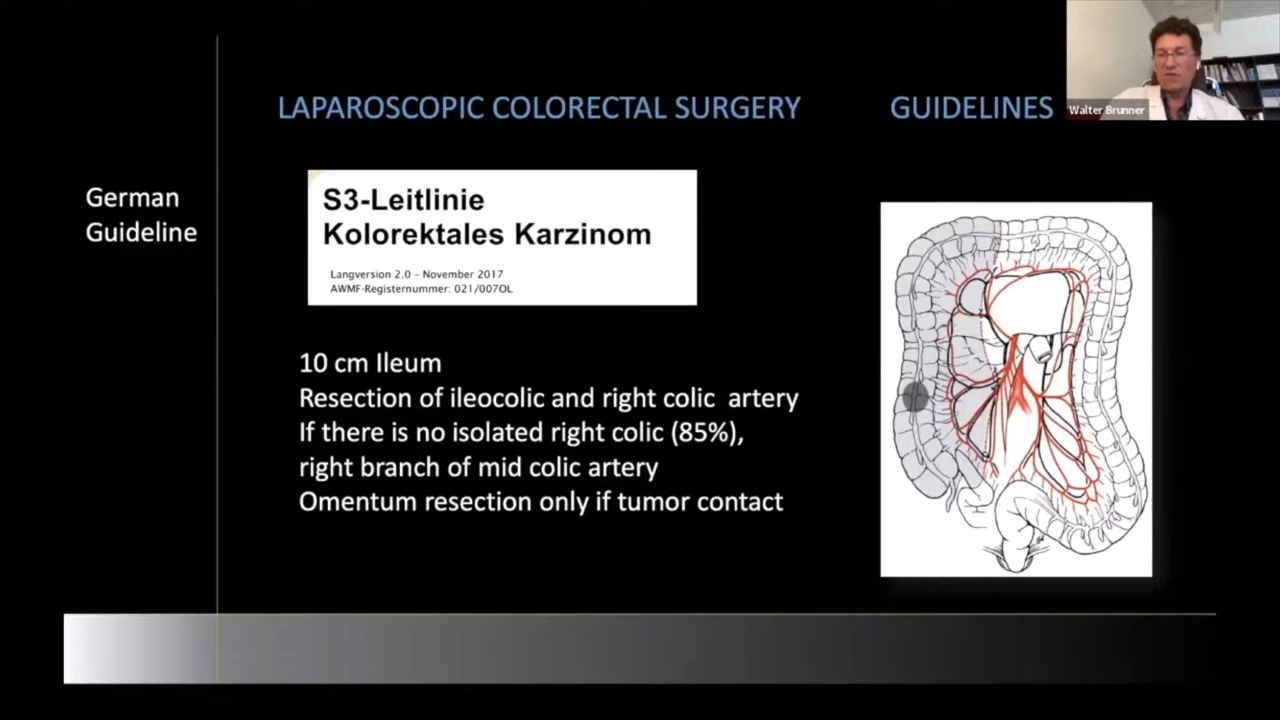 LAPAROSCOPIC COLORECTAL SURGERY GUIDELINES
Walter Brunner
German
Guideline
S3-Leitlinie
Kolorektales Karzinom
Langversion 2.0 – November 2017
AWMF-Registernummer: 021/007OL
10 cm Ileum
Resection of ileocolic and right colic artery
If there is no isolated right colic (85%),
right branch of mid colic artery
Omentum resection only if tumor contact